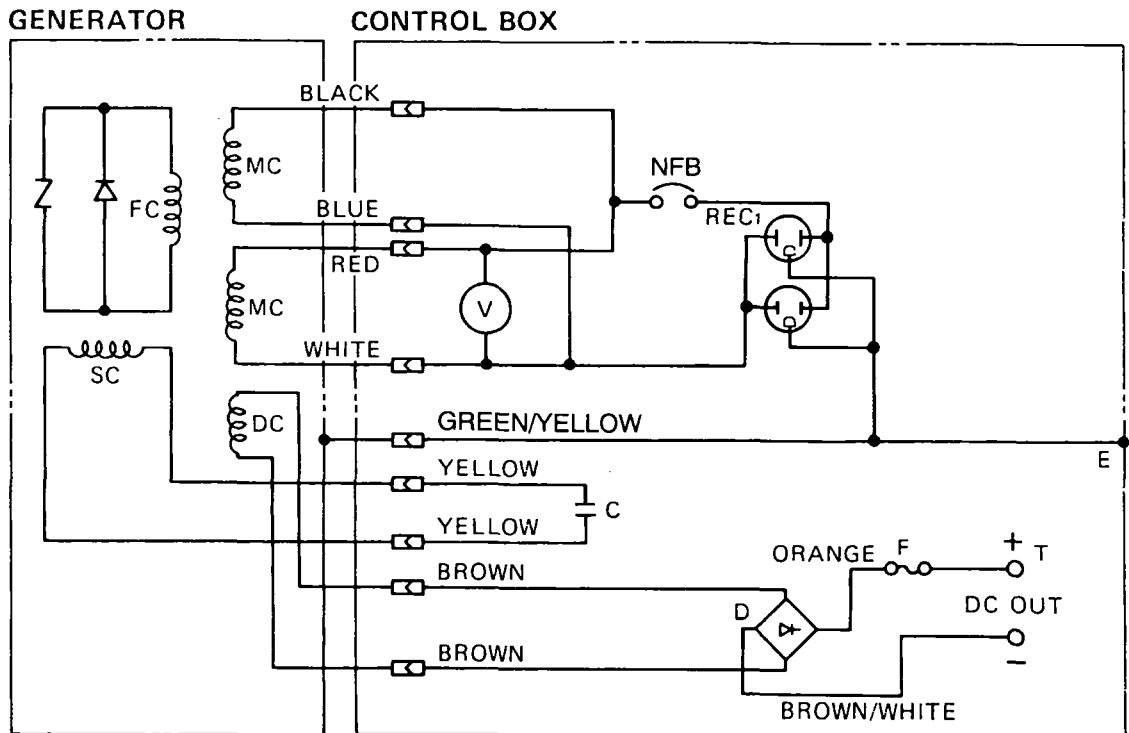 GENERATOR
CONTROL BOX
BLACK
MC
FC
BLUE
NFB
REC1
RED
MC
V
WHITE
SC
DC
GREEN/YELLOW
E
YELLOW
C
YELLOW
BROWN
ORANGE
F
+
T
D
DC OUT
BROWN
−
BROWN/WHITE